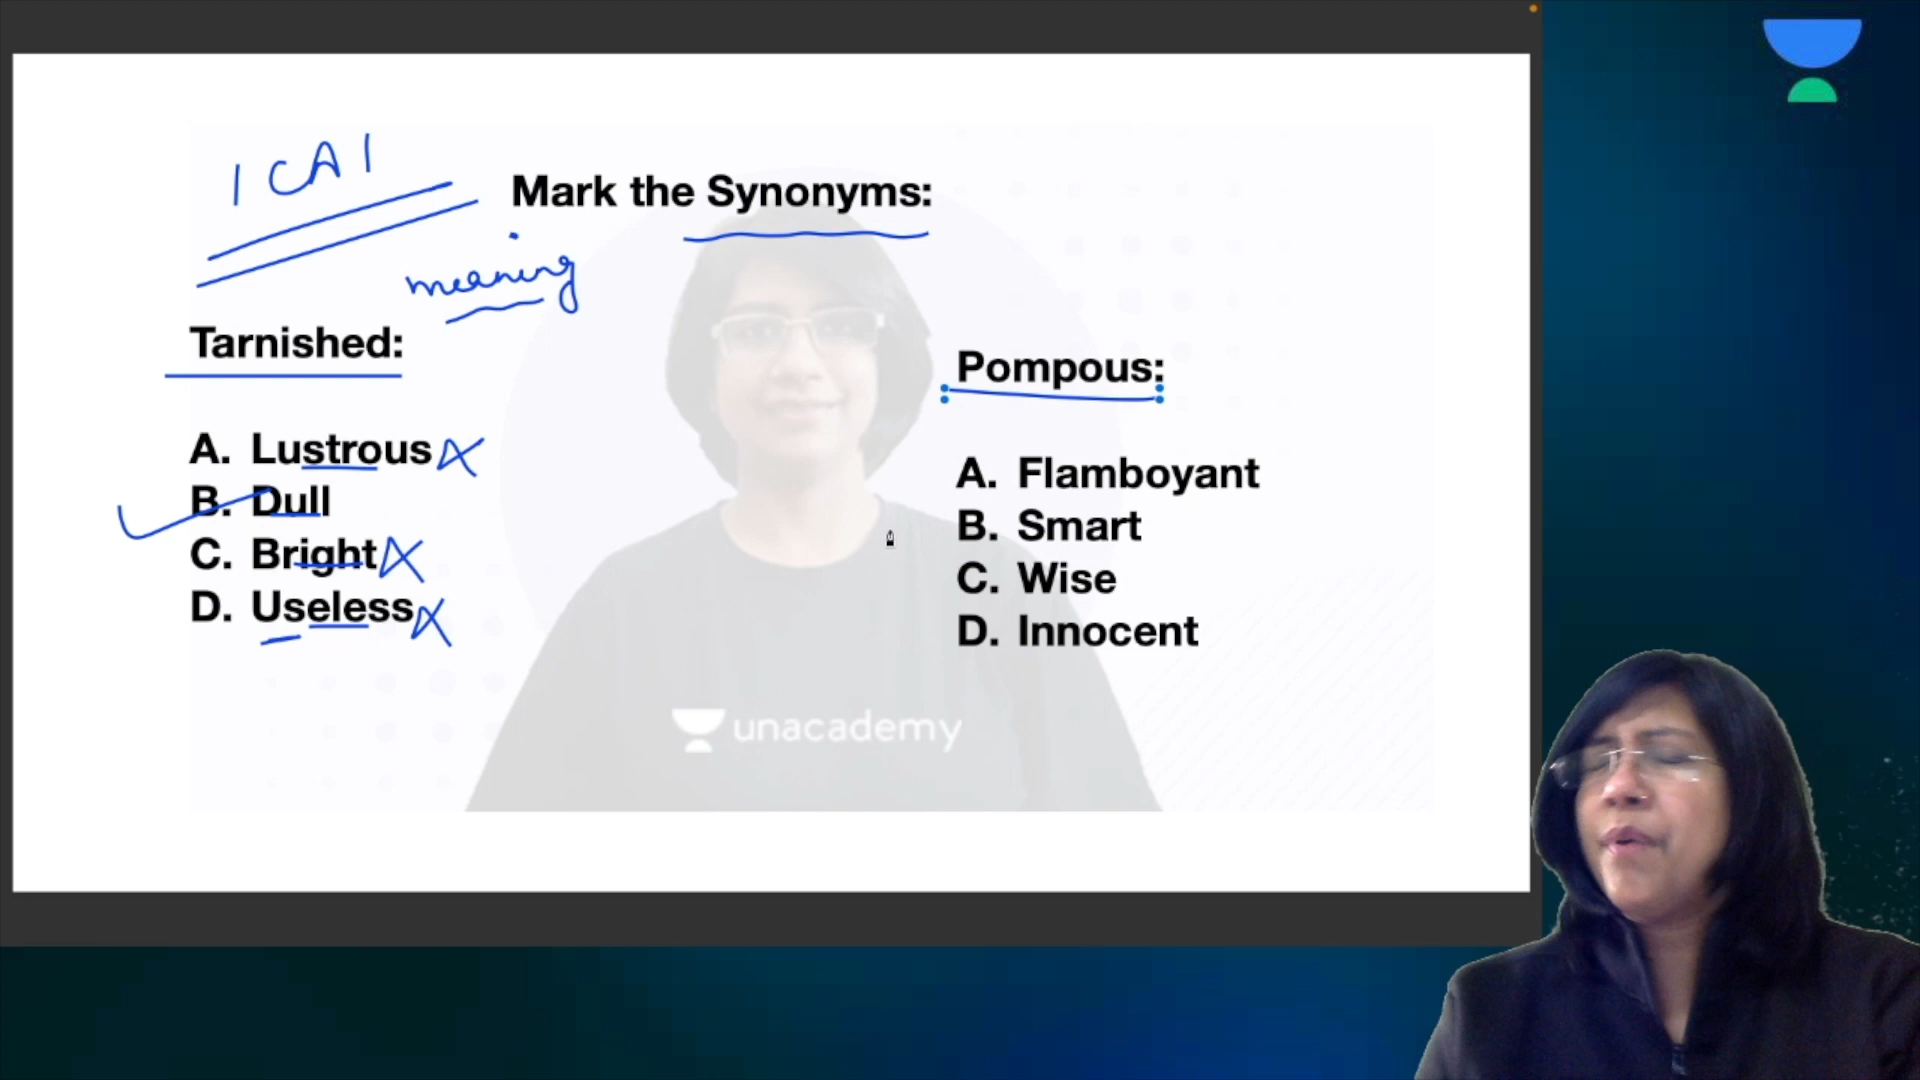 ICAI
Mark the Synonyms:
meaning
Tarnished:
A. Lustrous
B. Dull
C. Bright
D. Useless
Pompous:
A. Flamboyant
B. Smart
C. Wise
D. Innocent
unacademy